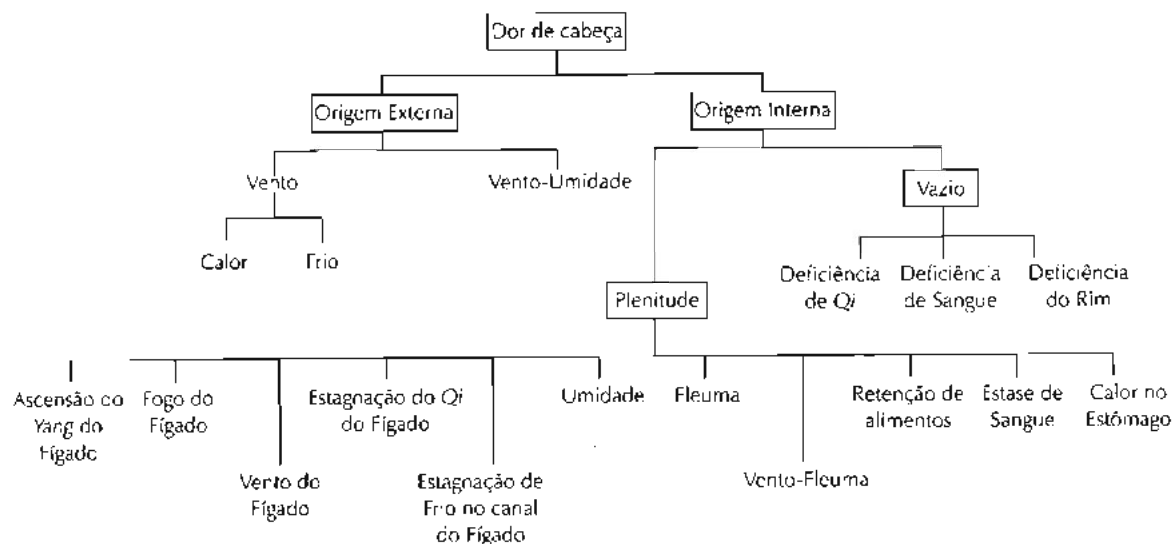 Dor de cabeça
Origem Externa
Origem Interna
Vento
Vento-Umidade
Vazio
Calor
Frio
Deficiência
de Qi
Deficiência
de Sangue
Deficiência
do Rim
Plenitude
Ascensão do
Yang do
Fígado
Fogo do
Fígado
Vento do
Fígado
Estagnação do Qi
do Fígado
Estagnação de
Frio no canal
do Fígado
Umidade
Fleuma
Vento-Fleuma
Retenção de
alimentos
Estase de
Sangue
Calor no
Estômago